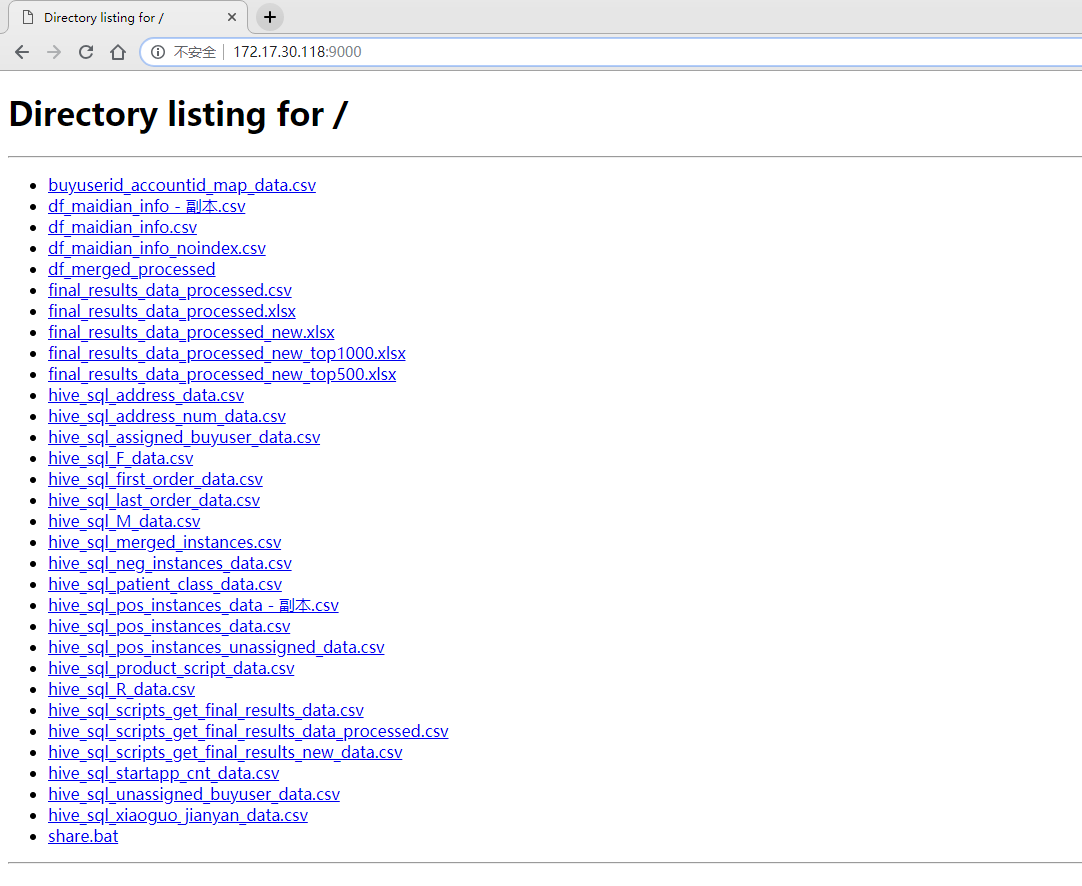 Directory listing for /
不安全 172.17.30.118:9000
Directory listing for /
buyuserid_accountid_map_data.csv
df_maidian_info - 副本.csv
df_maidian_info.csv
df_maidian_info_noindex.csv
df_merged_processed
final_results_data_processed.csv
final_results_data_processed.xlsx
final_results_data_processed_new.xlsx
final_results_data_processed_new_top1000.xlsx
final_results_data_processed_new_top500.xlsx
hive_sql_address_data.csv
hive_sql_address_num_data.csv
hive_sql_assigned_buyuser_data.csv
hive_sql_F_data.csv
hive_sql_first_order_data.csv
hive_sql_last_order_data.csv
hive_sql_M_data.csv
hive_sql_merged_instances.csv
hive_sql_neg_instances_data.csv
hive_sql_patient_class_data.csv
hive_sql_pos_instances_data - 副本.csv
hive_sql_pos_instances_data.csv
hive_sql_pos_instances_unassigned_data.csv
hive_sql_product_script_data.csv
hive_sql_R_data.csv
hive_sql_scripts_get_final_results_data.csv
hive_sql_scripts_get_final_results_data_processed.csv
hive_sql_scripts_get_final_results_new_data.csv
hive_sql_startapp_cnt_data.csv
hive_sql_unassigned_buyuser_data.csv
hive_sql_xiaoguo_jianyan_data.csv
share.bat